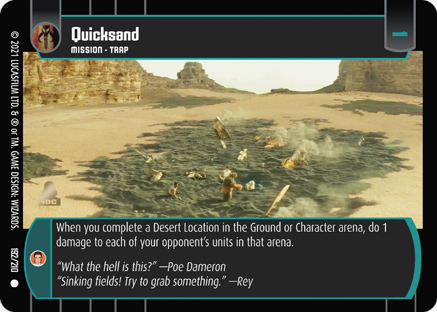 Quicksand
MISSION - TRAP
When you complete a Desert Location in the Ground or Character arena, do 1
damage to each of your opponent's units in that arena.
"What the hell is this?" —Poe Dameron
"Sinking fields! Try to grab something." —Rey
© 2021 LUCASFILM LTD. & ® or TM. GAME DESIGN: WIZARDS.
192/210